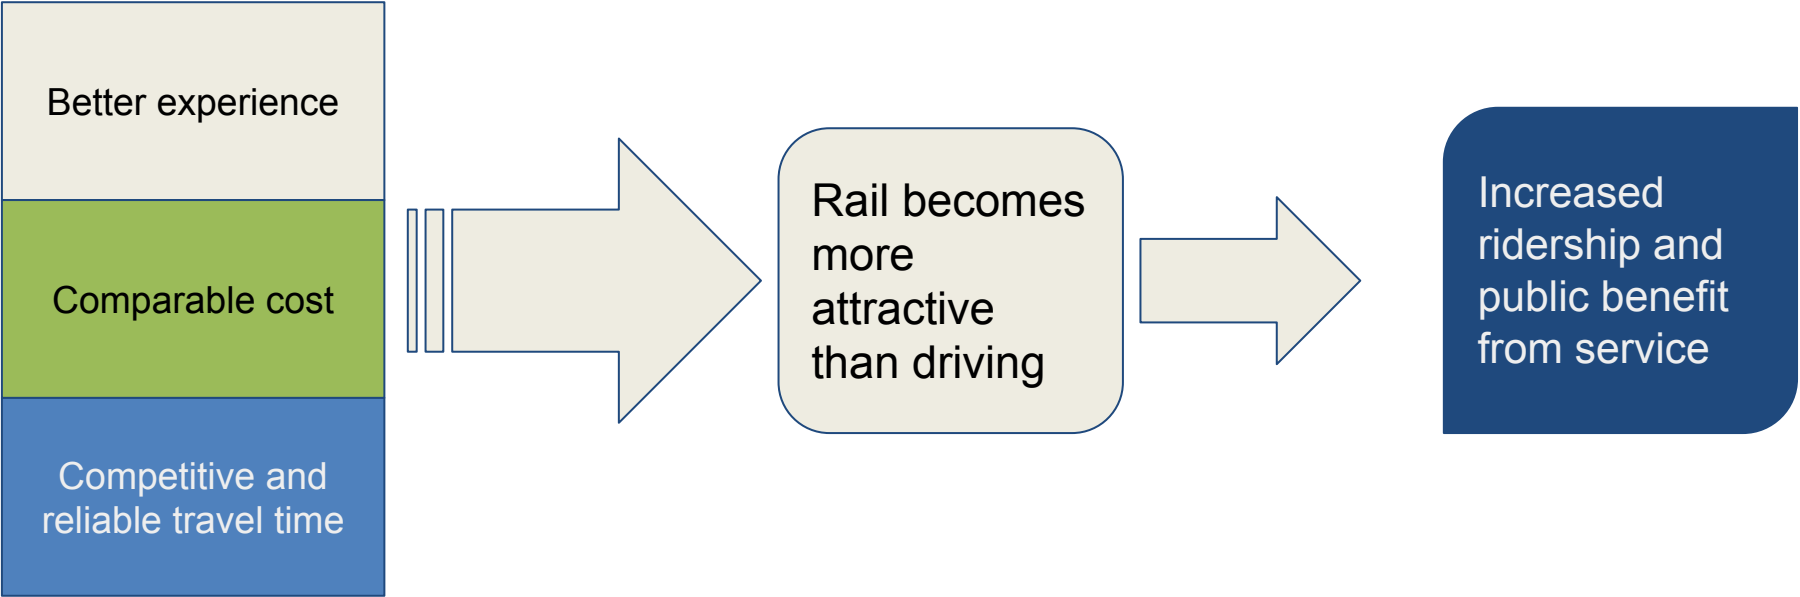 Better experience
Comparable cost
Competitive and
reliable travel time
Rail becomes
more
attractive
than driving
Increased
ridership and
public benefit
from service